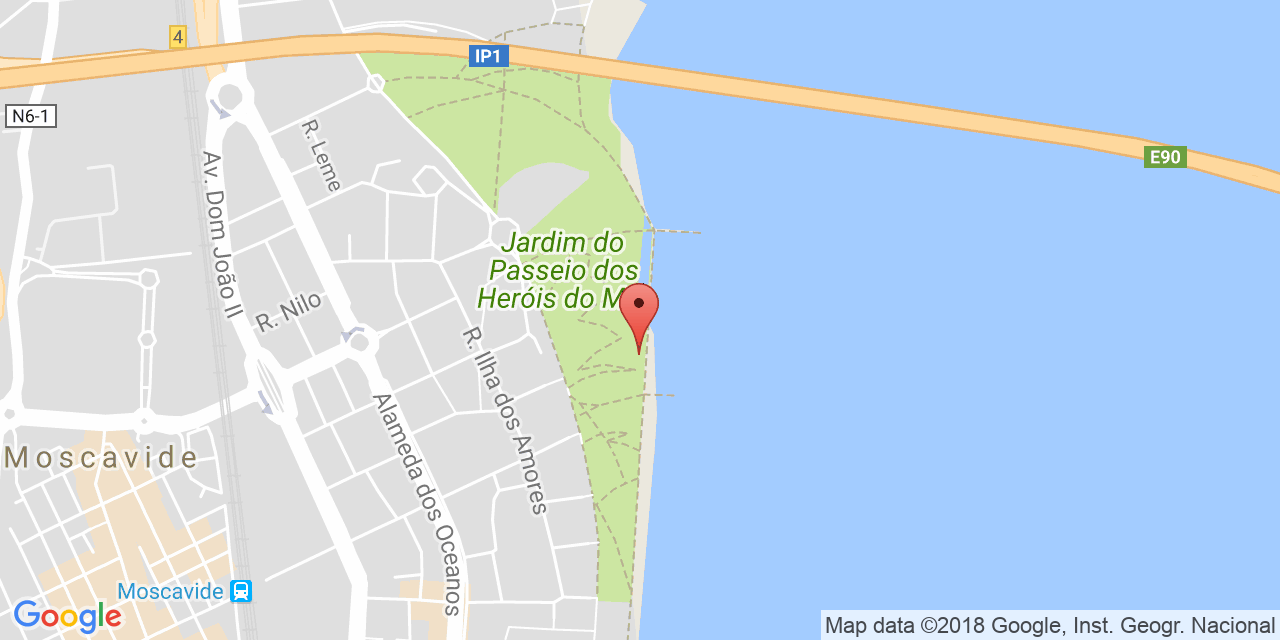 4
IP1
N6-1
E90
R. Leme
Av. Dom João II
Jardim do
Passeio dos
Heróis do M
R. Nilo
R. Ilha dos Amores
Alameda dos Oceanos
Moscavide
Moscavide
Google
Map data ©2018 Google, Inst. Geogr. Nacional